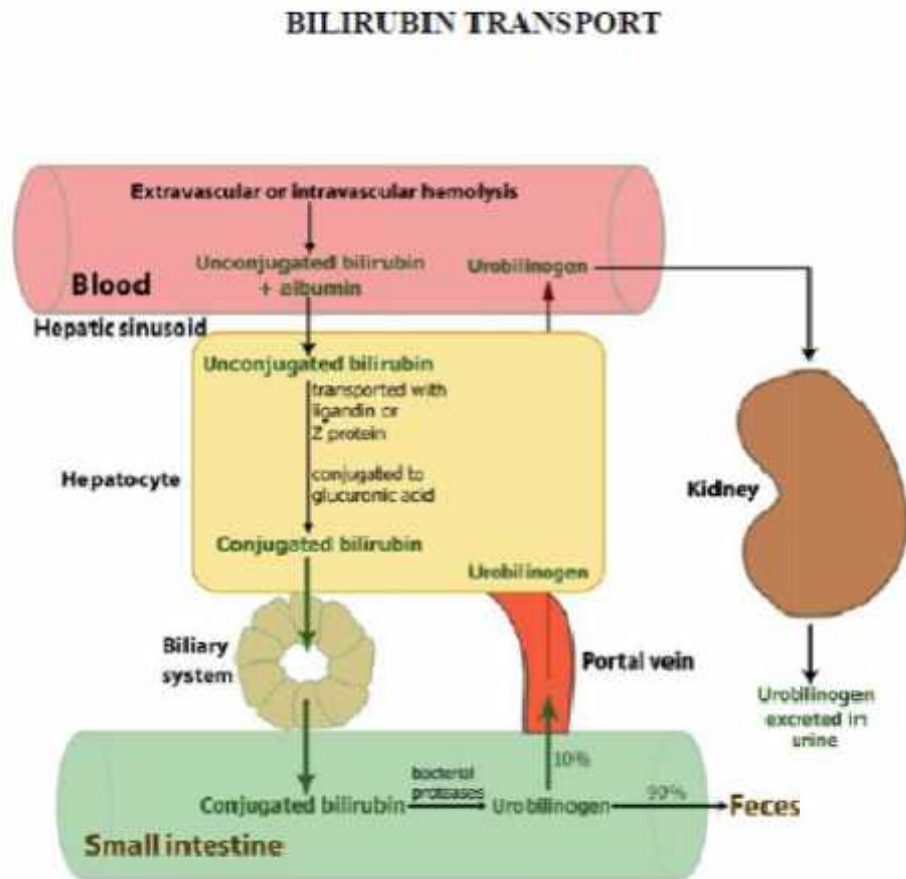 BILIRUBIN TRANSPORT
Extravascular or intravascular hemolysis
Unconjugated bilirubin
+ albumin
Urobilinogen
Blood
Hepatic sinusoid
Unconjugated bilirubin
transported with
ligandin or
Z protein
Hepatocyte
conjugated to
glucuronic acid
Kidney
Conjugated bilirubin
Urobilinogen
Biliary
system
Portal vein
Urobilinogen
excreted in
urine
10%
bacterial
proteases
Conjugated bilirubin
Urobilinogen
90%
Feces
Small intestine